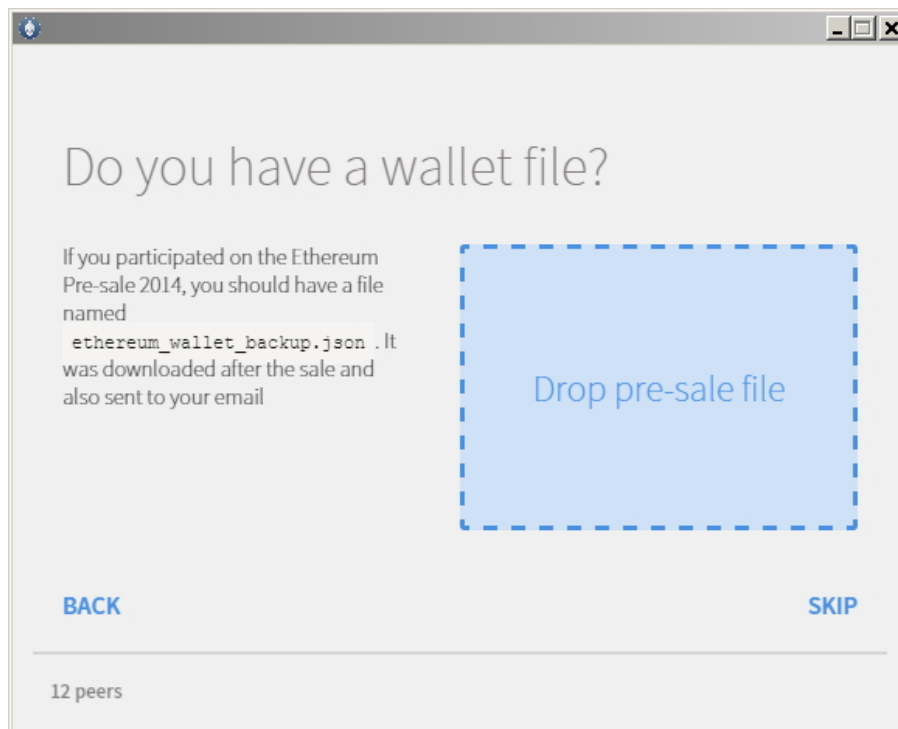 Do you have a wallet file?
If you participated on the Ethereum
Pre-sale 2014, you should have a file
named
ethereum_wallet_backup.json . It
was downloaded after the sale and
also sent to your email
Drop pre-sale file
BACK
SKIP
12 peers